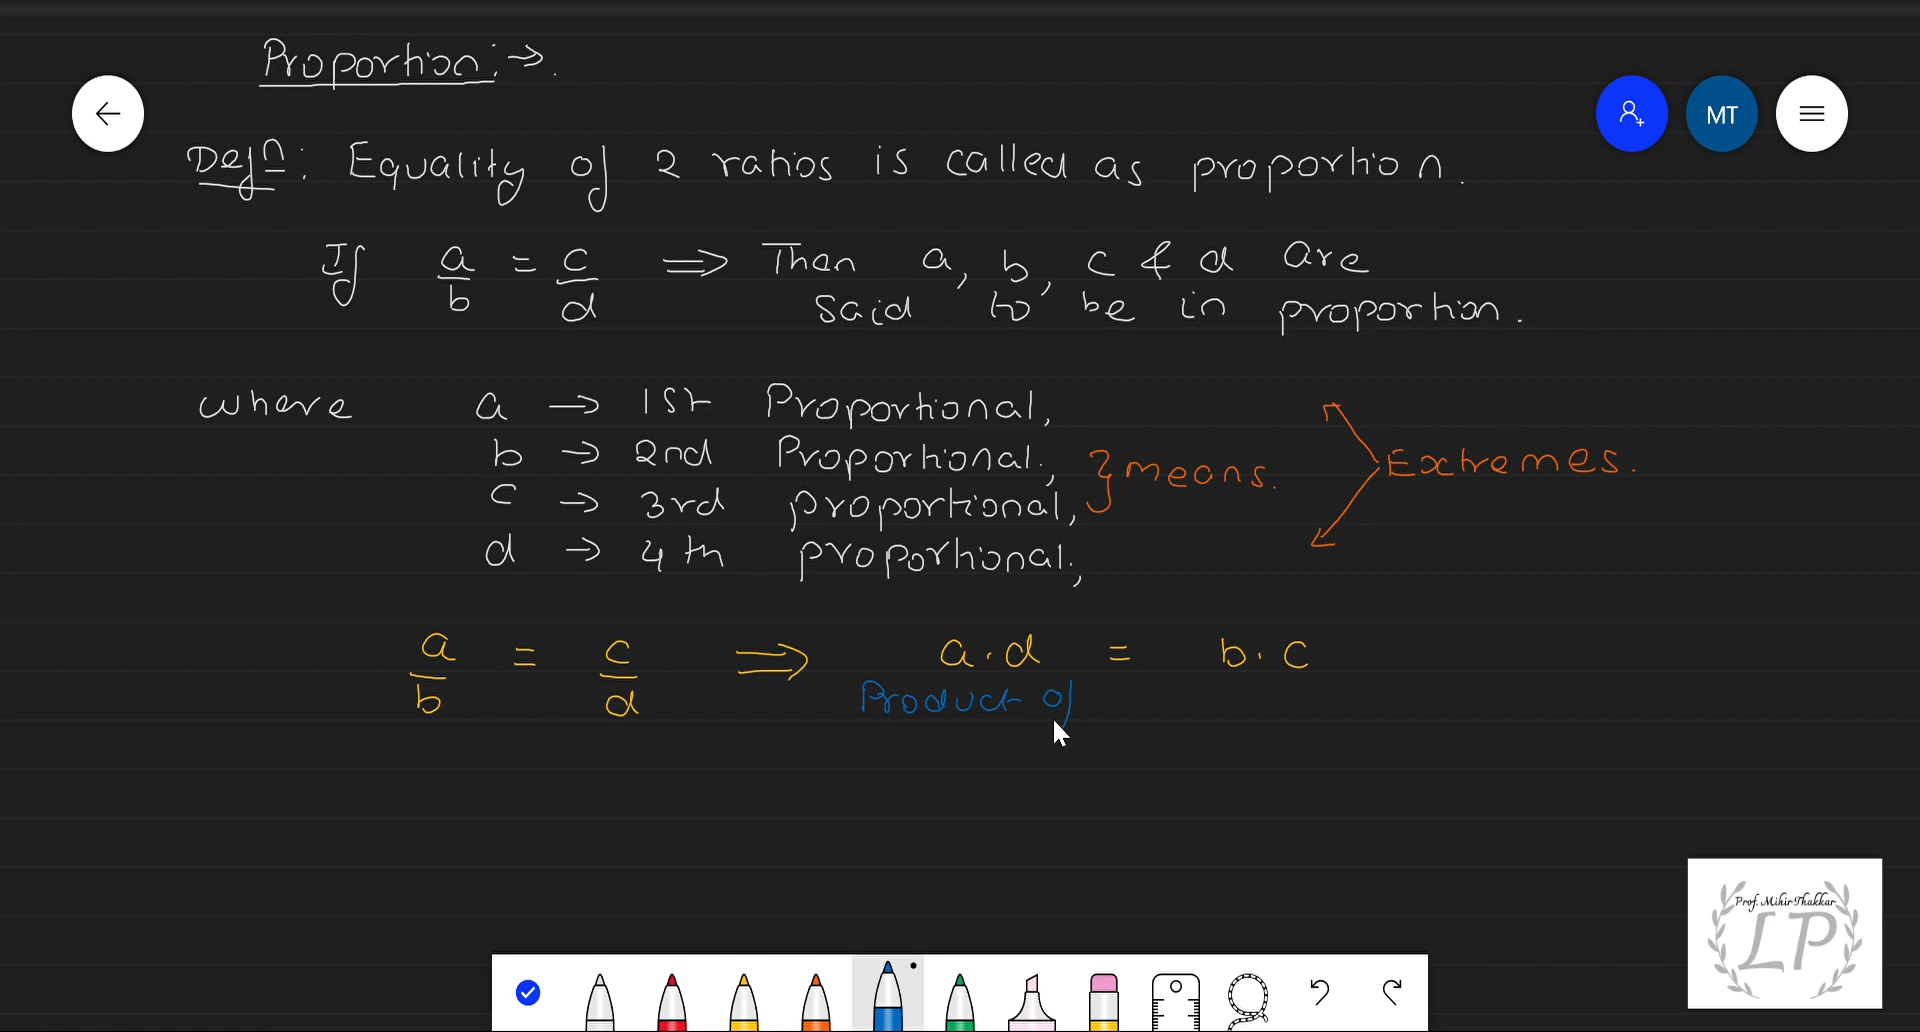 Proportion :→.
MT
Defn : Equality of 2 ratios is called as proportion.
If a/b = c/d ⟹ Then a, b, c & d are
said to be in proportion.
where a → 1st Proportional,
b → 2nd Proportional.,
} means.
Extremes.
c → 3rd proportional,
d → 4th proportional.,
a/b = c/d ⟹ a.d = b.c
Product of
Prof. Mihir Thakkar
LP